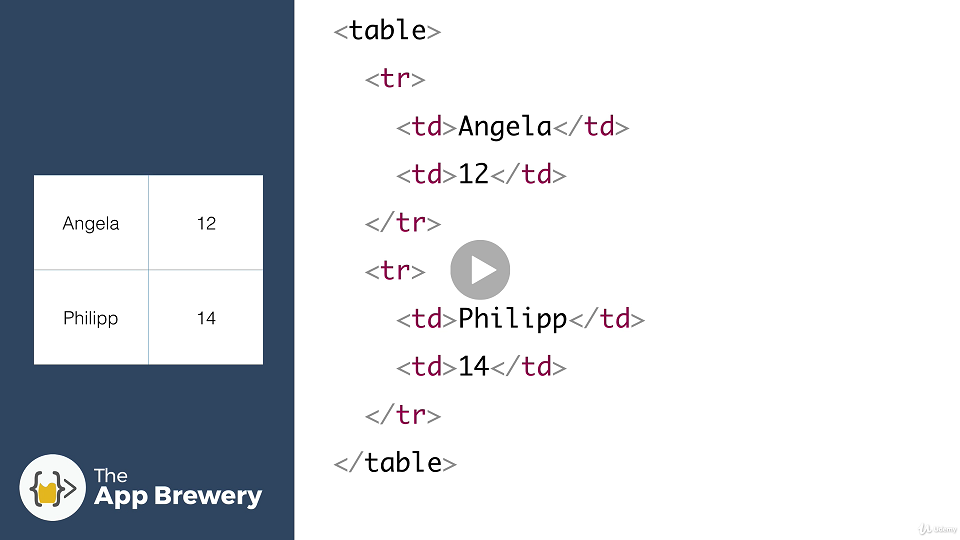 Angela 12
Philipp 14
The
App Brewery
<table>
<tr>
<td>Angela</td>
<td>12</td>
</tr>
<tr>
<td>Philipp</td>
<td>14</td>
</tr>
</table>
Udemy